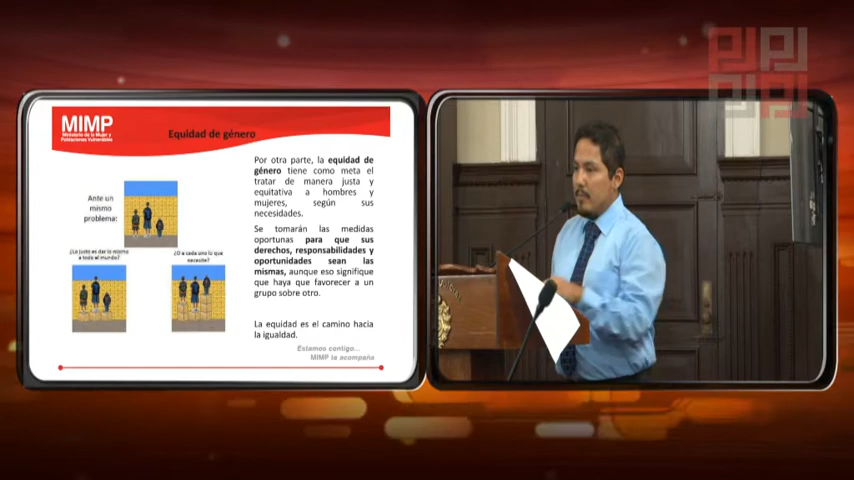 MIMP
Ministerio de la Mujer y
Poblaciones Vulnerables
Equidad de género
Ante un
mismo
problema:
¿Lo justo es dar lo mismo
a todo el mundo?
¿O a cada uno lo que
necesite?
Por otra parte, la equidad de
género tiene como meta el
tratar de manera justa y
equitativa a hombres y
mujeres, según sus
necesidades.
Se tomarán las medidas
oportunas para que sus
derechos, responsabilidades y
oportunidades sean las
mismas, aunque eso signifique
que haya que favorecer a un
grupo sobre otro.
La equidad es el camino hacia
la igualdad.
Estamos contigo...
MIMP la acompaña